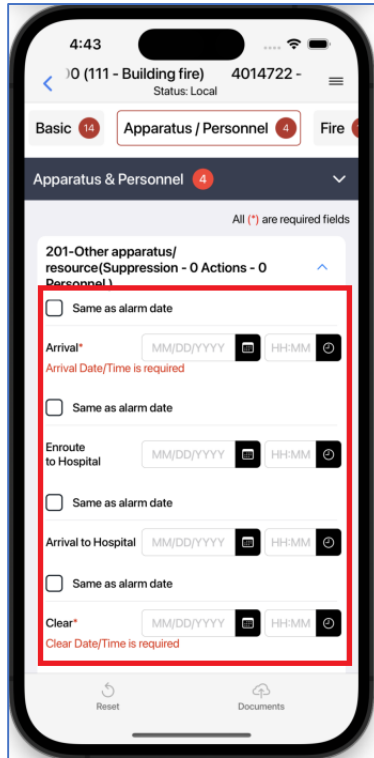 4:43
)0 (111 - Building fire) 4014722 -
Status: Local
Basic 14 Apparatus / Personnel 4 Fire
Apparatus & Personnel 4
All (*) are required fields
201-Other apparatus/
resource(Suppression - 0 Actions - 0
Personnel )
Same as alarm date
Arrival* MM/DD/YYYY HH:MM
Arrival Date/Time is required
Same as alarm date
Enroute
to Hospital MM/DD/YYYY HH:MM
Same as alarm date
Arrival to Hospital MM/DD/YYYY HH:MM
Same as alarm date
Clear* MM/DD/YYYY HH:MM
Clear Date/Time is required
Reset Documents